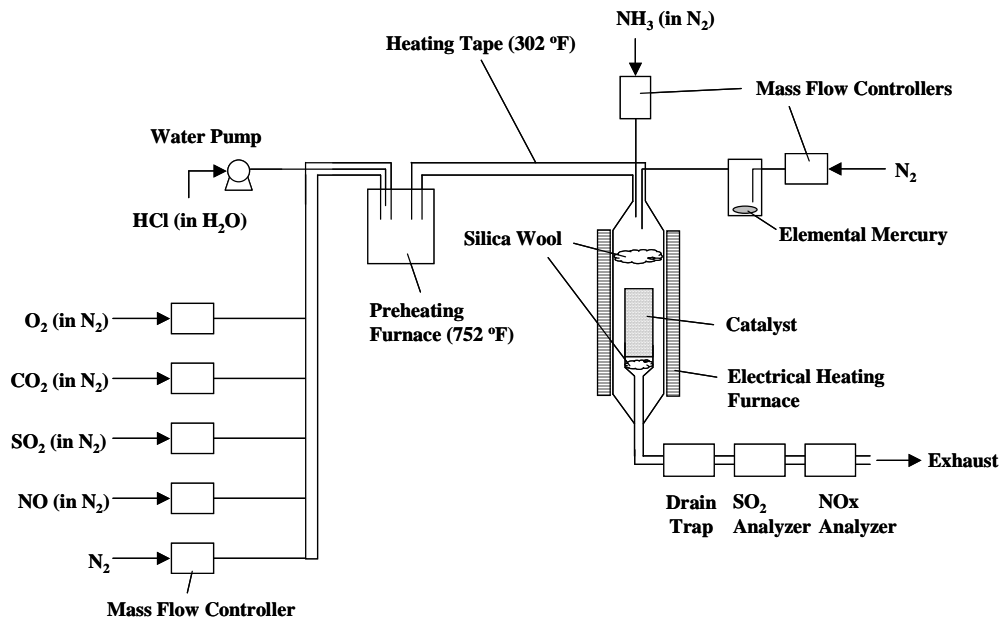 NH₃ (in N₂)
Heating Tape (302 ºF)
Mass Flow Controllers
Water Pump
N₂
HCl (in H₂O)
Silica Wool
Elemental Mercury
Preheating
Furnace (752 ºF)
O₂ (in N₂)
Catalyst
CO₂ (in N₂)
Electrical Heating
Furnace
SO₂ (in N₂)
Exhaust
NO (in N₂)
Drain
Trap
SO₂
Analyzer
NOx
Analyzer
N₂
Mass Flow Controller